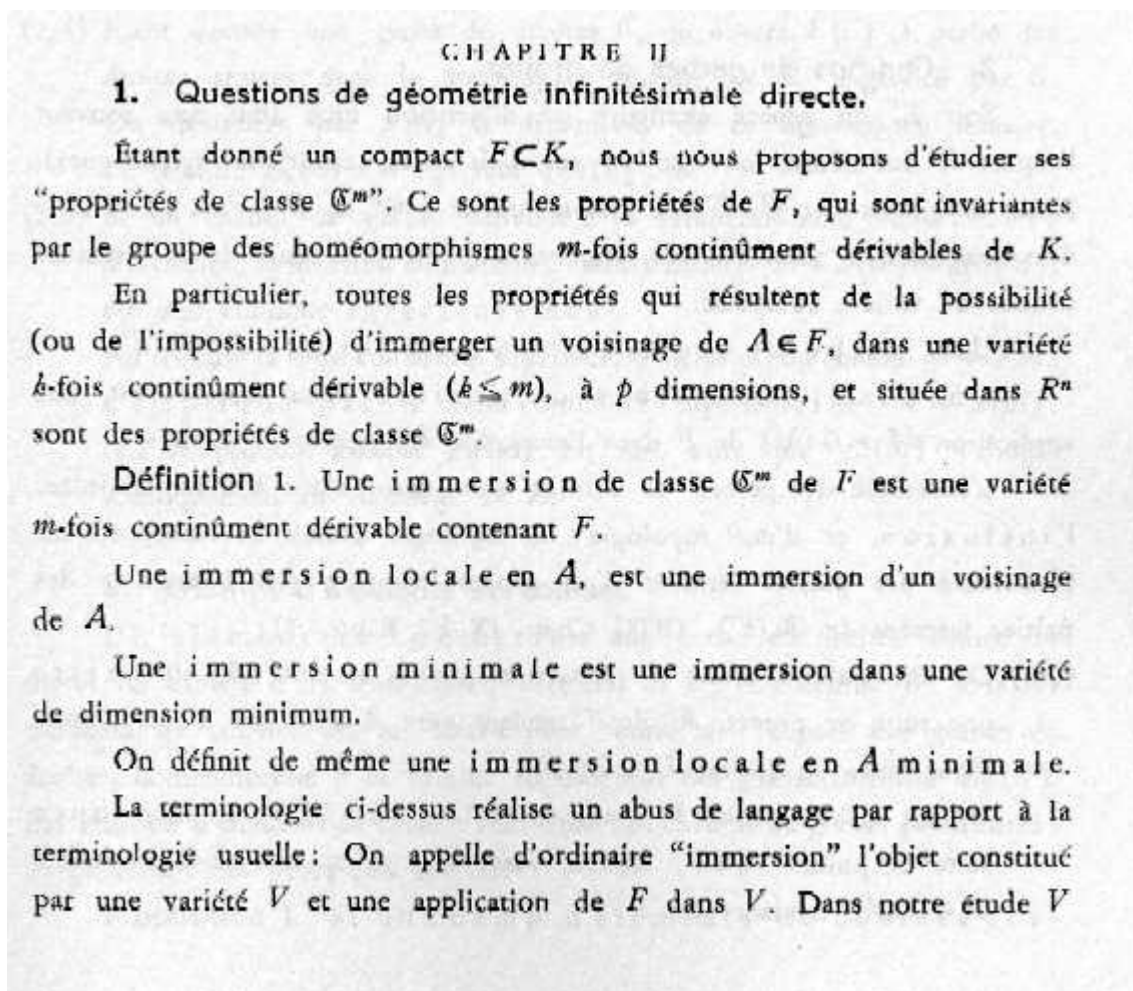 CHAPITRE II
1. Questions de géométrie infinitésimale directe.
Étant donné un compact F⊂K, nous nous proposons d'étudier ses
“propriétés de classe ℭᵐ”. Ce sont les propriétés de F, qui sont invariantes
par le groupe des homéomorphismes m-fois continûment dérivables de K.
En particulier, toutes les propriétés qui résultent de la possibilité
(ou de l'impossibilité) d'immerger un voisinage de A∈F, dans une variété
k-fois continûment dérivable (k≦m), à p dimensions, et située dans Rⁿ
sont des propriétés de classe ℭᵐ.
Définition 1. Une immersion de classe ℭᵐ de F est une variété
m-fois continûment dérivable contenant F.
Une immersion locale en A, est une immersion d'un voisinage
de A.
Une immersion minimale est une immersion dans une variété
de dimension minimum.
On définit de même une immersion locale en A minimale.
La terminologie ci-dessus réalise un abus de langage par rapport à la
terminologie usuelle: On appelle d'ordinaire “immersion” l'objet constitué
par une variété V et une application de F dans V. Dans notre étude V